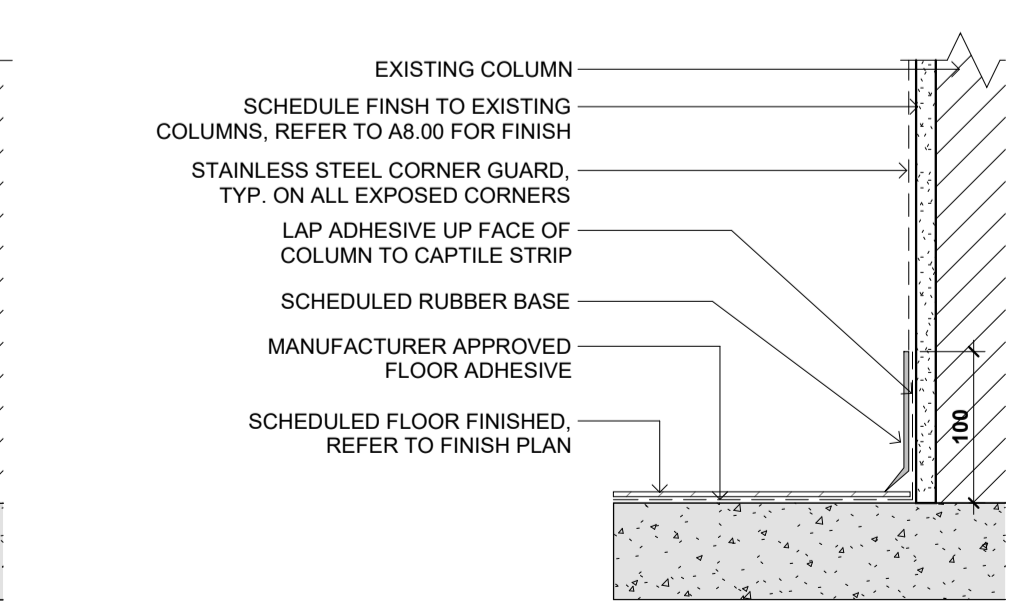 EXISTING COLUMN
SCHEDULE FINSH TO EXISTING
COLUMNS, REFER TO A8.00 FOR FINISH
STAINLESS STEEL CORNER GUARD,
TYP. ON ALL EXPOSED CORNERS
LAP ADHESIVE UP FACE OF
COLUMN TO CAPTILE STRIP
SCHEDULED RUBBER BASE
MANUFACTURER APPROVED
FLOOR ADHESIVE
SCHEDULED FLOOR FINISHED,
REFER TO FINISH PLAN
100